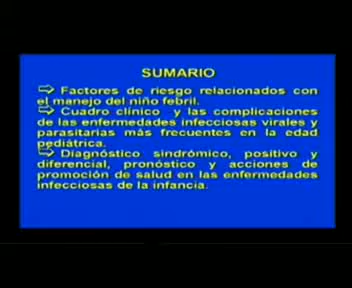 SUMARIO
⇨ Factores de riesgo relacionados con
el manejo del niño febril.
⇨ Cuadro clínico y las complicaciones
de las enfermedades infecciosas virales y
parasitarias más frecuentes en la edad
pediátrica.
⇨ Diagnóstico sindrómico, positivo y
diferencial, pronóstico y acciones de
promoción de salud en las enfermedades
infecciosas de la infancia.